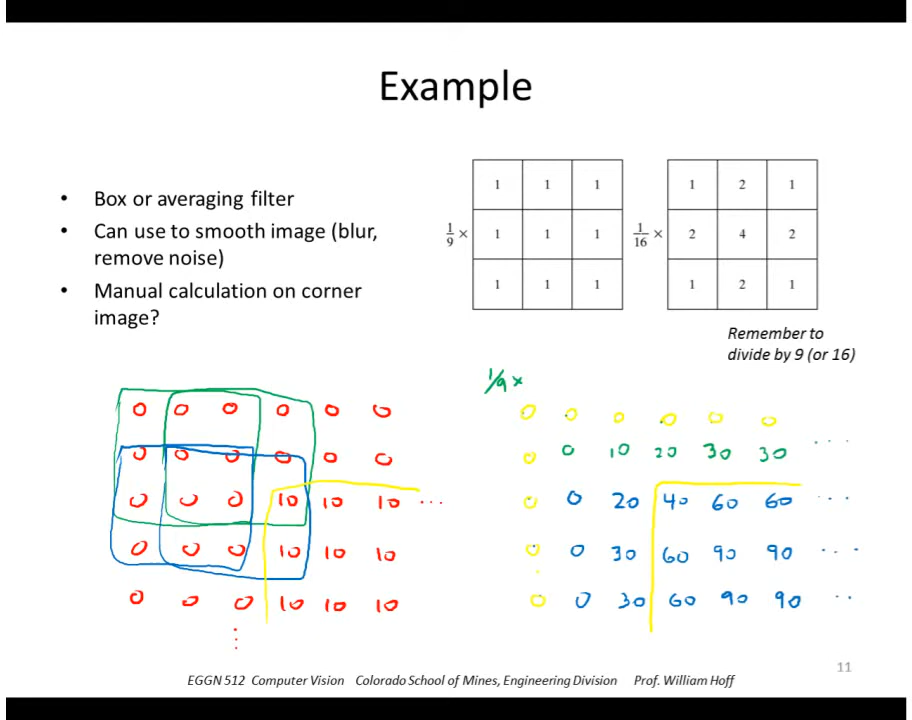 Example
• Box or averaging filter
• Can use to smooth image (blur,
remove noise)
• Manual calculation on corner
image?
1/9 ×
1 1 1
1 1 1
1 1 1
1/16 ×
1 2 1
2 4 2
1 2 1
Remember to
divide by 9 (or 16)
0 0 0 0 0 0
0 0 0 0 0 0
0 0 0 10 10 10 ...
0 0 0 10 10 10
0 0 0 10 10 10
...
1/9 ×
0 0 0 0 0 0
0 0 10 20 30 30 ...
0 0 20 40 60 60 ...
0 0 30 60 90 90 ...
0 0 30 60 90 90 ..
11
EGGN 512 Computer Vision Colorado School of Mines, Engineering Division Prof. William Hoff